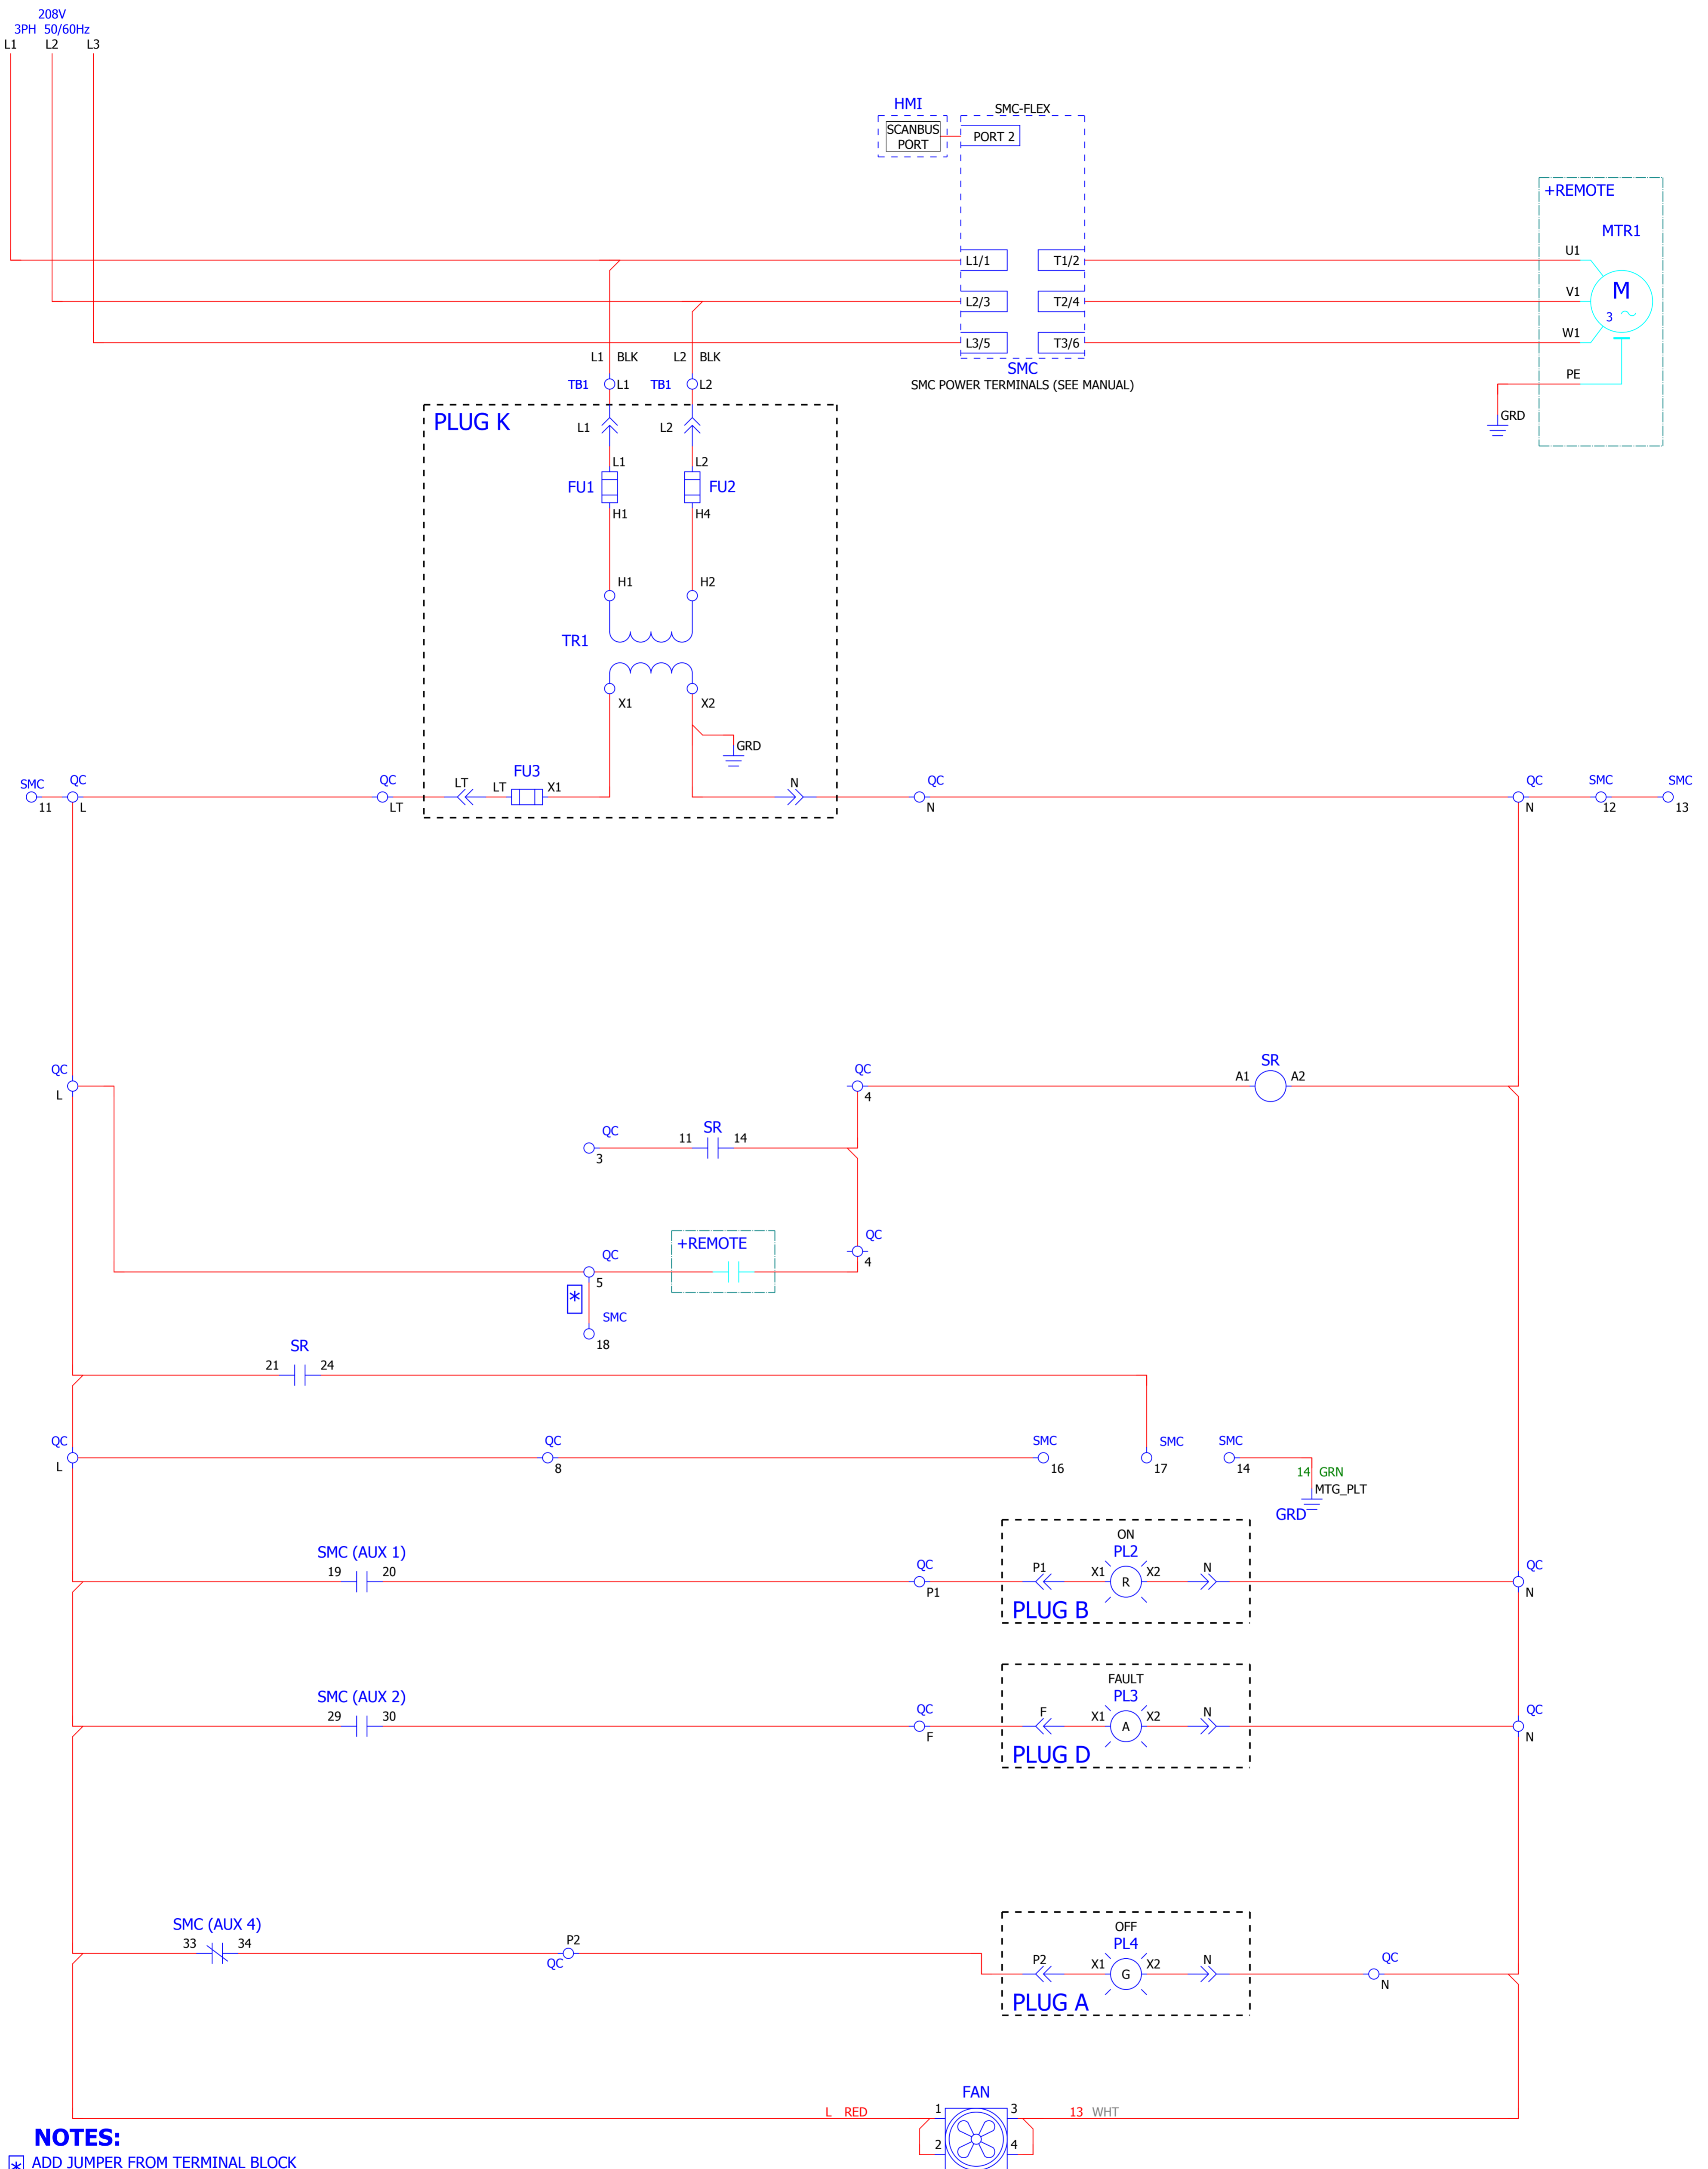 208V
3PH 50/60Hz
L1 L2 L3
HMI
SCANBUS
PORT
SMC-FLEX
PORT 2
+REMOTE
MTR1
L1/1 T1/2 U1
L2/3 T2/4 V1
M
3
L3/5 T3/6 W1
SMC
SMC POWER TERMINALS (SEE MANUAL)
PE
GRD
L1 BLK L2 BLK
TB1 L1 TB1 L2
PLUG K
L1 L2
L1 L2
FU1 FU2
H1 H4
H1 H2
TR1
X1 X2
GRD
SMC QC QC LT LT FU3 X1 N QC QC SMC SMC
11 L LT N N 12 13
QC QC SR
L 4 A1 A2
QC 11 SR 14
3
+REMOTE QC
QC 4
5
*
SMC
18
SR
21 24
QC QC SMC SMC SMC
L 8 16 17 14
14 GRN
MTG_PLT
GRD
SMC (AUX 1)
19 20
QC
P1
ON
PL2
P1 X1 R X2 N
PLUG B
QC
N
SMC (AUX 2)
29 30
QC
F
FAULT
PL3
F X1 A X2 N
PLUG D
QC
N
SMC (AUX 4)
33 34
P2
QC
OFF
PL4
P2 X1 G X2 N
PLUG A
QC
N
FAN
L RED 1 3 13 WHT
2 4
NOTES:
* ADD JUMPER FROM TERMINAL BLOCK